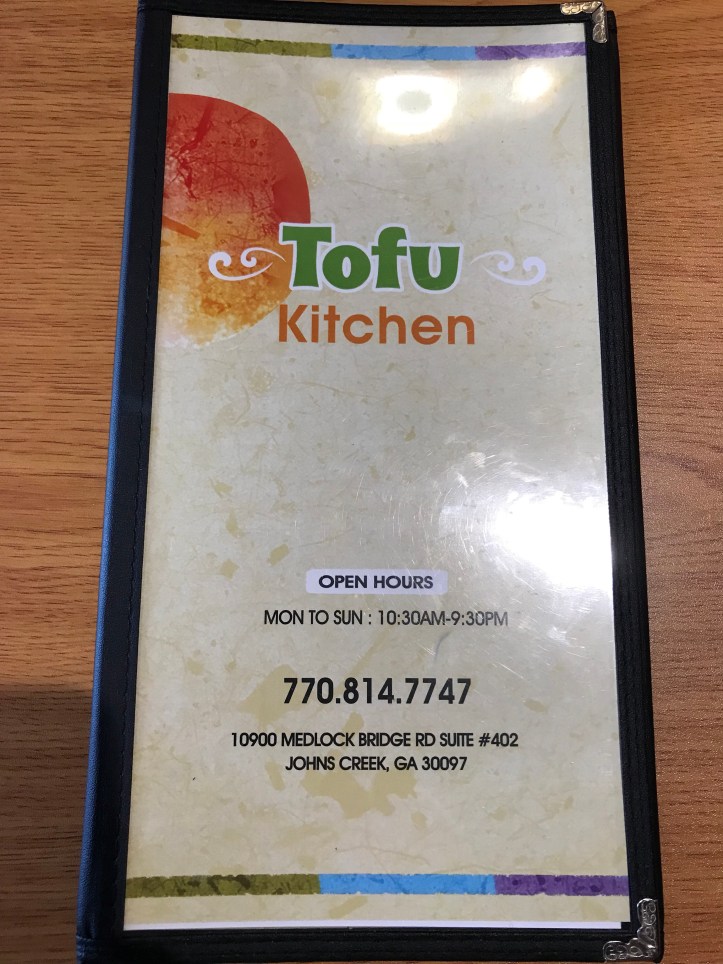 Tofu
Kitchen
OPEN HOURS
MON TO SUN : 10:30AM-9:30PM
770.814.7747
10900 MEDLOCK BRIDGE RD SUITE #402
JOHNS CREEK, GA 30097